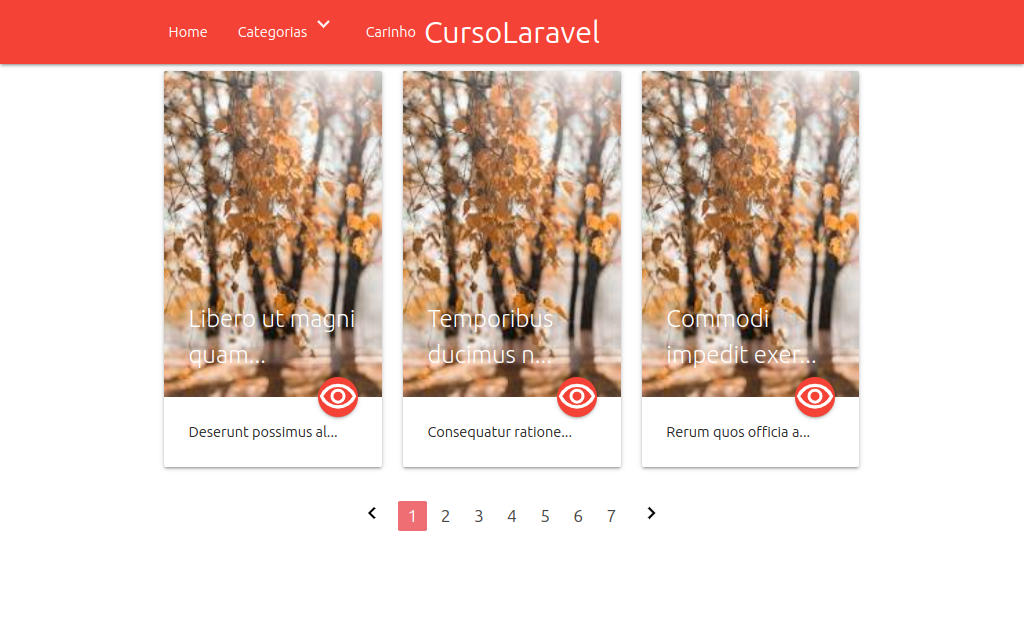 Home Categorias Carinho CursoLaravel
Libero ut magni
quam...
Deserunt possimus al...
Temporibus
ducimus n...
Consequatur ratione...
Commodi
impedit exer...
Rerum quos officia a...
1 2 3 4 5 6 7